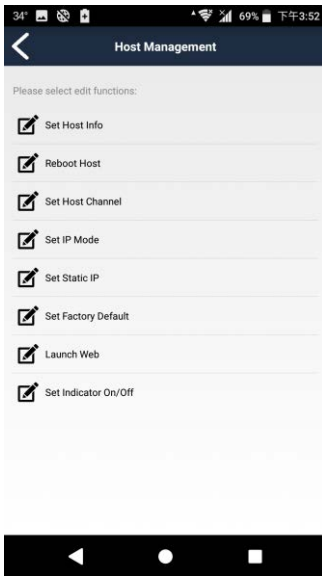 34° 69% 下午3:52
Host Management
Please select edit functions:
Set Host Info
Reboot Host
Set Host Channel
Set IP Mode
Set Static IP
Set Factory Default
Launch Web
Set Indicator On/Off